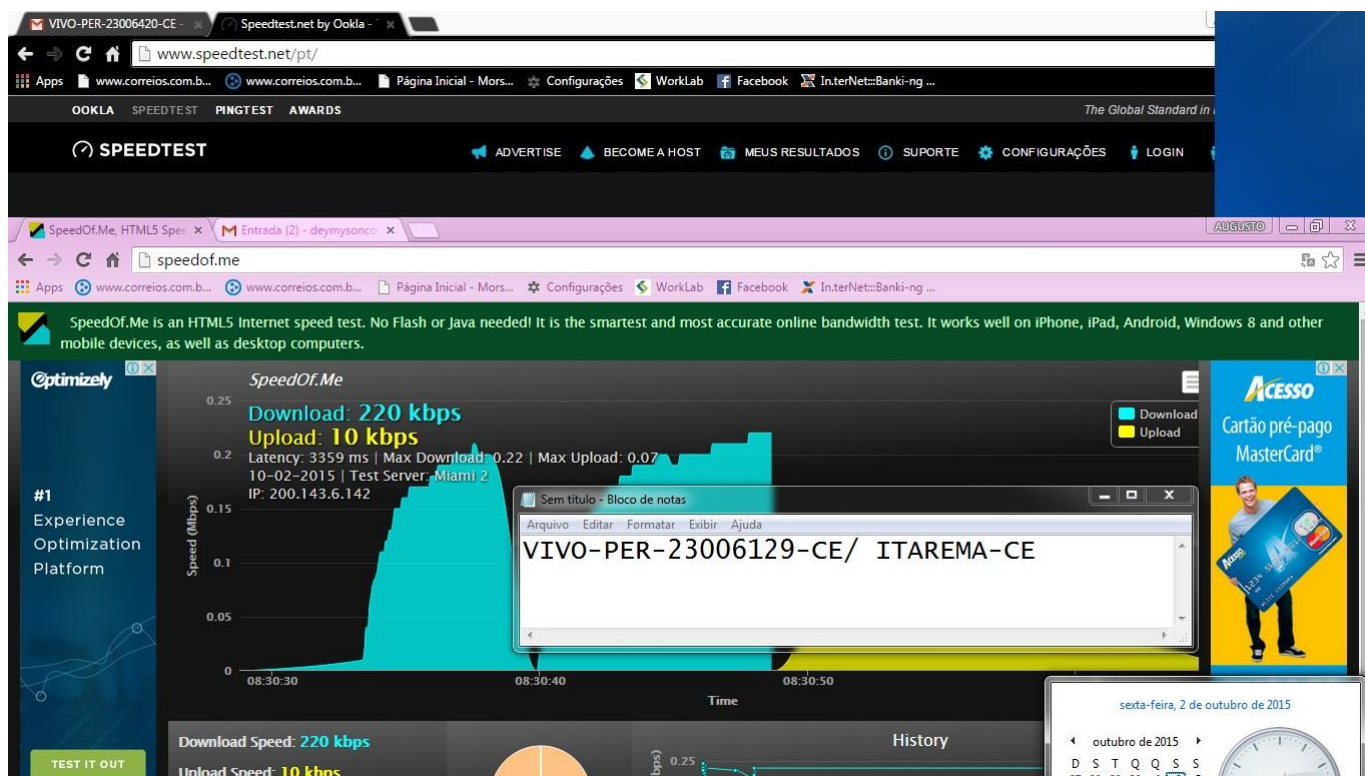 VIVO-PER-23006420-CE -
Speedtest.net by Ookla -
www.speedtest.net/pt/
Apps www.correios.com.b... www.correios.com.b... Página Inicial - Mors... Configurações WorkLab Facebook In.terNet:::Banki-ng ...
OOKLA SPEEDTEST PINGTEST AWARDS The Global Standard in
SPEEDTEST ADVERTISE BECOME A HOST MEUS RESULTADOS SUPORTE CONFIGURAÇÕES LOGIN
SpeedOf.Me, HTML5 Spee Entrada (2) - deymysonco AUGUSTO
speedof.me
Apps www.correios.com.b... www.correios.com.b... Página Inicial - Mors... Configurações WorkLab Facebook In.terNet:::Banki-ng ...
SpeedOf.Me is an HTML5 Internet speed test. No Flash or Java needed! It is the smartest and most accurate online bandwidth test. It works well on iPhone, iPad, Android, Windows 8 and other
mobile devices, as well as desktop computers.
Optimizely
#1
Experience
Optimization
Platform
TEST IT OUT
SpeedOf.Me
Download: 220 kbps
Upload: 10 kbps
Latency: 3359 ms | Max Download: 0.22 | Max Upload: 0.07
10-02-2015 | Test Server: Miami 2
IP: 200.143.6.142
Download
Upload
Speed (Mbps)
0.25
0.2
0.15
0.1
0.05
0
08:30:30 08:30:40 08:30:50
Time
Sem título - Bloco de notas
Arquivo Editar Formatar Exibir Ajuda
VIVO-PER-23006129-CE/ ITAREMA-CE
ACESSO
Cartão pré-pago
MasterCard®
Download Speed: 220 kbps
Upload Speed: 10 kbps
History
0.25
sexta-feira, 2 de outubro de 2015
outubro de 2015
D S T Q Q S S